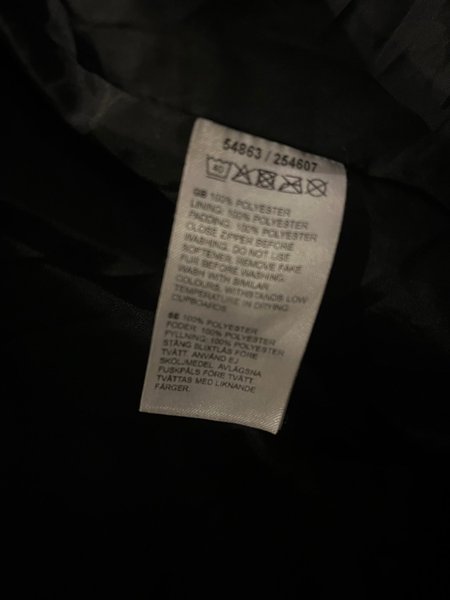 54863 / 254607
40
GB 100% POLYESTER
LINING: 100% POLYESTER
PADDING: 100% POLYESTER
CLOSE ZIPPER BEFORE
WASHING. DO NOT USE
SOFTENER. REMOVE FAKE
FUR BEFORE WASHING.
WASH WITH SIMILAR
COLOURS. WITHSTANDS LOW
TEMPERATURE IN DRYING
CUPBOARDS
SE 100% POLYESTER
FODER: 100% POLYESTER
FYLLNING: 100% POLYESTER
STÄNG BLIXTLÅS FÖRE
TVÄTT. ANVÄND EJ
SKÖLJMEDEL. AVLÄGSNA
FUSKPÄLS FÖRE TVÄTT
TVÄTTAS MED LIKNANDE
FÄRGER.